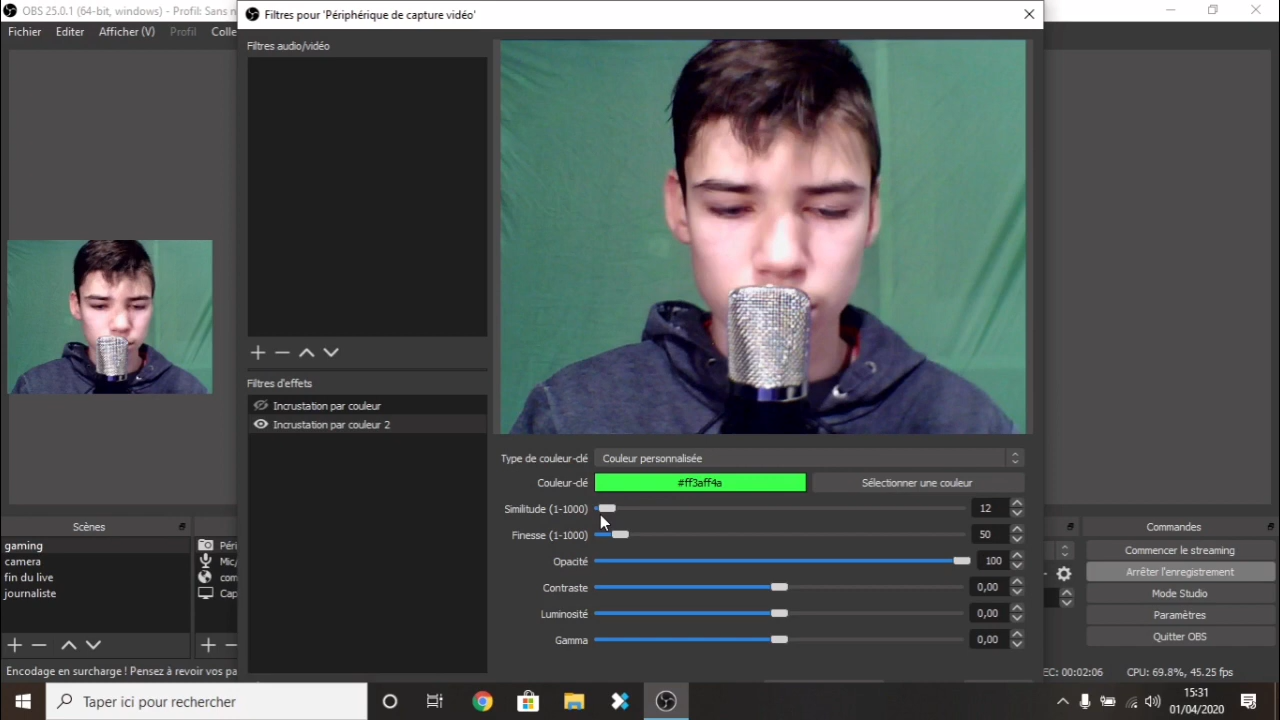 OBS 25.0.1 (64-bit, windows) - Profil: Sans n
Filtres pour 'Périphérique de capture vidéo'
Fichier Editer Afficher (V) Profil Colle
Filtres audio/vidéo
Filtres d'effets
Incrustation par couleur
Incrustation par couleur 2
Type de couleur-clé Couleur personnalisée
Couleur-clé #ff3aff4a Sélectionner une couleur
Similitude (1-1000) 12
Finesse (1-1000) 50
Opacité 100
Contraste 0,00
Luminosité 0,00
Gamma 0,00
Scènes
gaming
camera
fin du live
journaliste
Péri
Mic/
com
Cap
Commandes
Commencer le streaming
Arrêter l'enregistrement
Mode Studio
Paramètres
Quitter OBS
Encodage en surcharge ! Pensez à revoir vos pa
EC: 00:02:06 CPU: 69.8%, 45.25 fps
Taper ici pour rechercher
15:31
01/04/2020